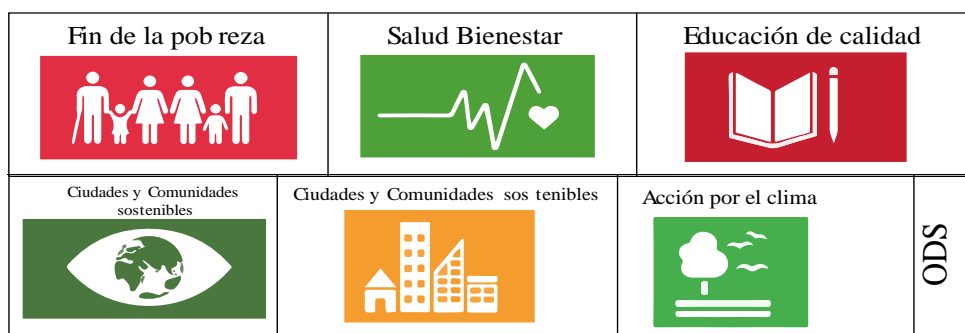 Fin de la pob reza
Salud Bienestar
Educación de calidad
Ciudades y Comunidades
sostenibles
Ciudades y Comunidades sos tenibles
Acción por el clima
ODS